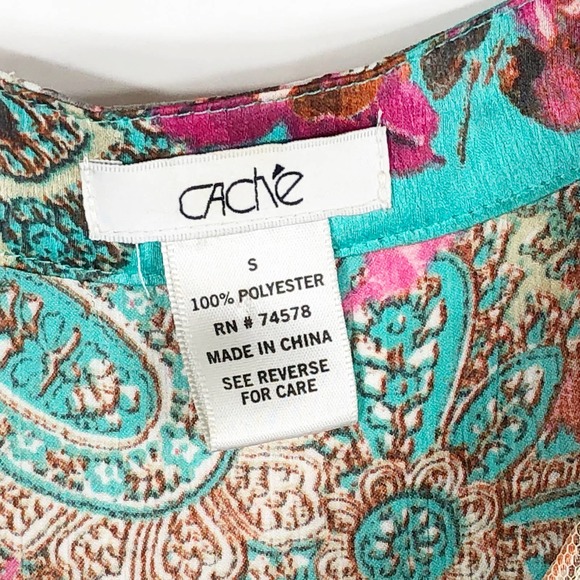 CACHÉ
S
100% POLYESTER
RN # 74578
MADE IN CHINA
SEE REVERSE
FOR CARE